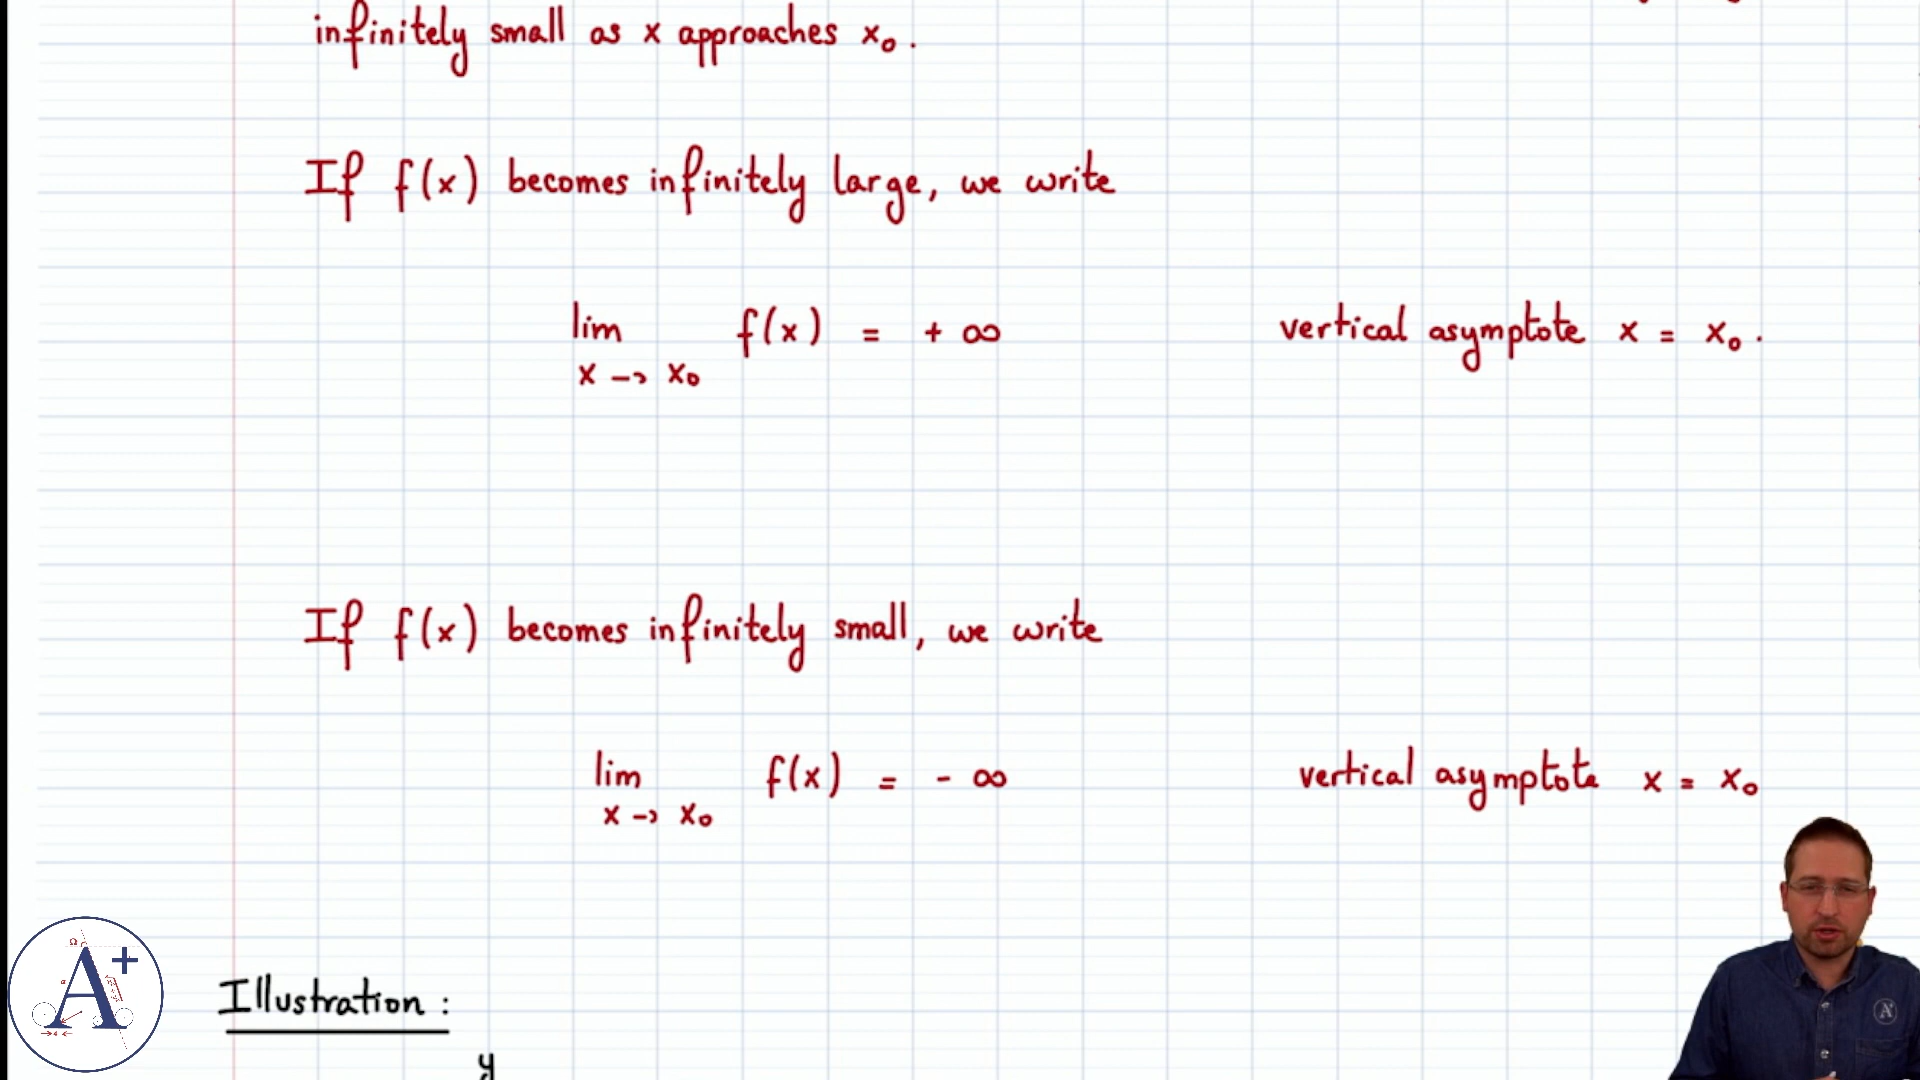 infinitely small as x approaches x₀.
If f(x) becomes infinitely large, we write
lim f(x) = + ∞ vertical asymptote x = x₀.
x → x₀
If f(x) becomes infinitely small, we write
lim f(x) = - ∞ vertical asymptote x = x₀
x → x₀
A+
Illustration:
y